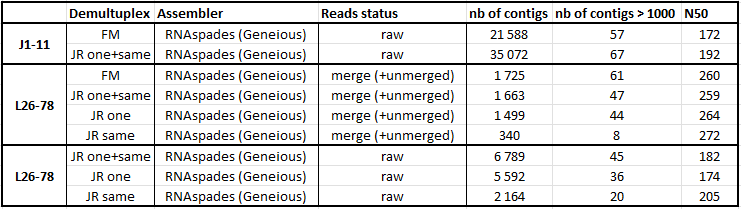 Demultuplex Assembler Reads status nb of contigs nb of contigs > 1000 N50
J1-11 FM RNAspades (Geneious) raw 21 588 57 172
JR one+same RNAspades (Geneious) raw 35 072 67 192
L26-78 FM RNAspades (Geneious) merge (+unmerged) 1 725 61 260
JR one+same RNAspades (Geneious) merge (+unmerged) 1 663 47 259
JR one RNAspades (Geneious) merge (+unmerged) 1 499 44 264
JR same RNAspades (Geneious) merge (+unmerged) 340 8 272
L26-78 JR one+same RNAspades (Geneious) raw 6 789 45 182
JR one RNAspades (Geneious) raw 5 592 36 174
JR same RNAspades (Geneious) raw 2 164 20 205